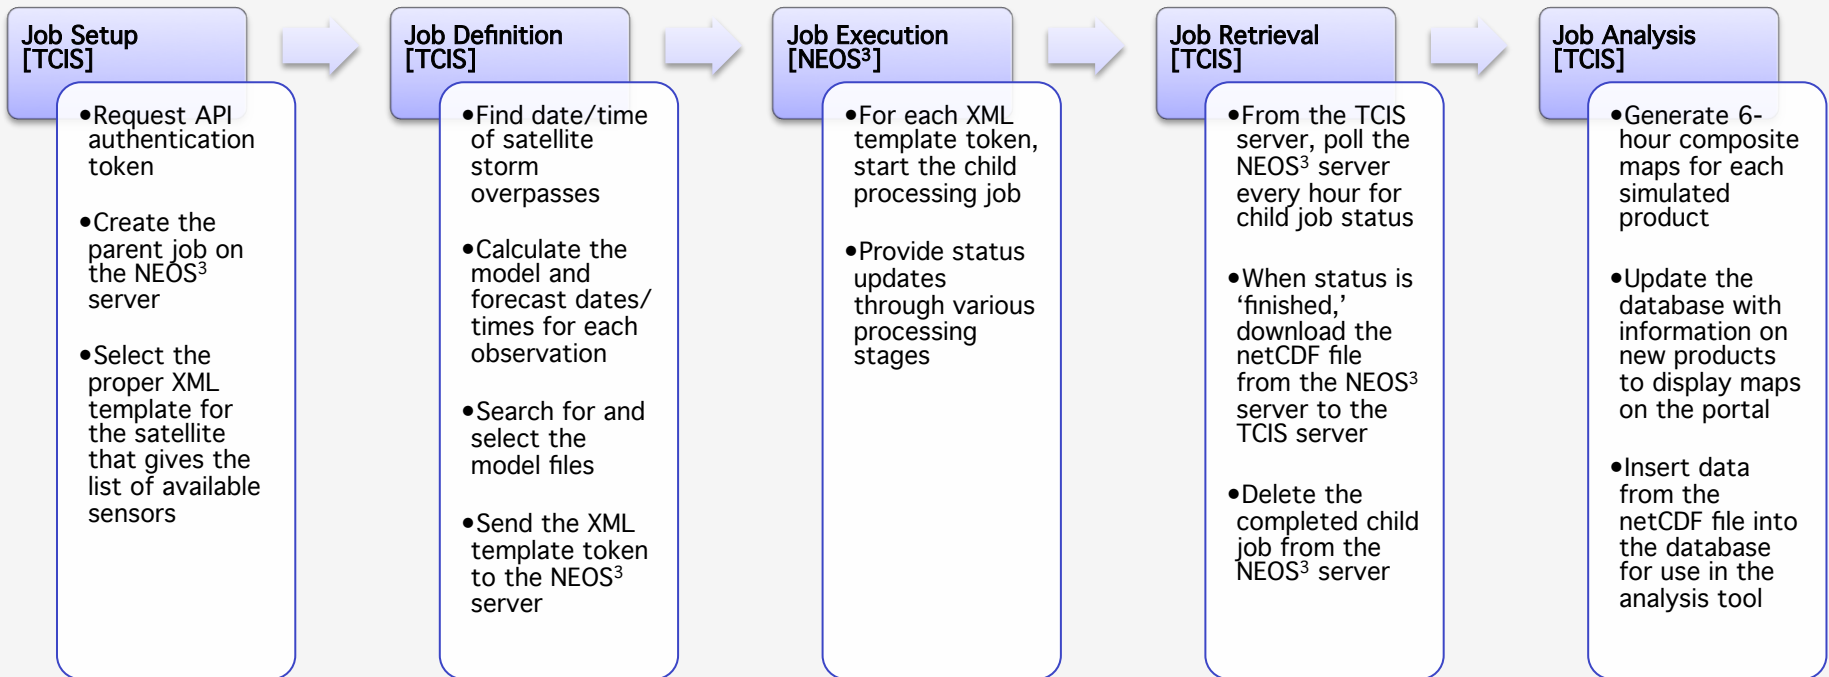 Job Setup
[TCIS]
•Request API
authentication
token
•Create the
parent job on
the NEOS³
server
•Select the
proper XML
template for
the satellite
that gives the
list of available
sensors
Job Definition
[TCIS]
•Find date/time
of satellite
storm
overpasses
•Calculate the
model and
forecast dates/
times for each
observation
•Search for and
select the
model files
•Send the XML
template token
to the NEOS³
server
Job Execution
[NEOS³]
•For each XML
template token,
start the child
processing job
•Provide status
updates
through various
processing
stages
Job Retrieval
[TCIS]
•From the TCIS
server, poll the
NEOS³ server
every hour for
child job status
•When status is
‘finished,’
download the
netCDF file
from the NEOS³
server to the
TCIS server
•Delete the
completed child
job from the
NEOS³ server
Job Analysis
[TCIS]
•Generate 6-
hour composite
maps for each
simulated
product
•Update the
database with
information on
new products
to display maps
on the portal
•Insert data
from the
netCDF file into
the database
for use in the
analysis tool